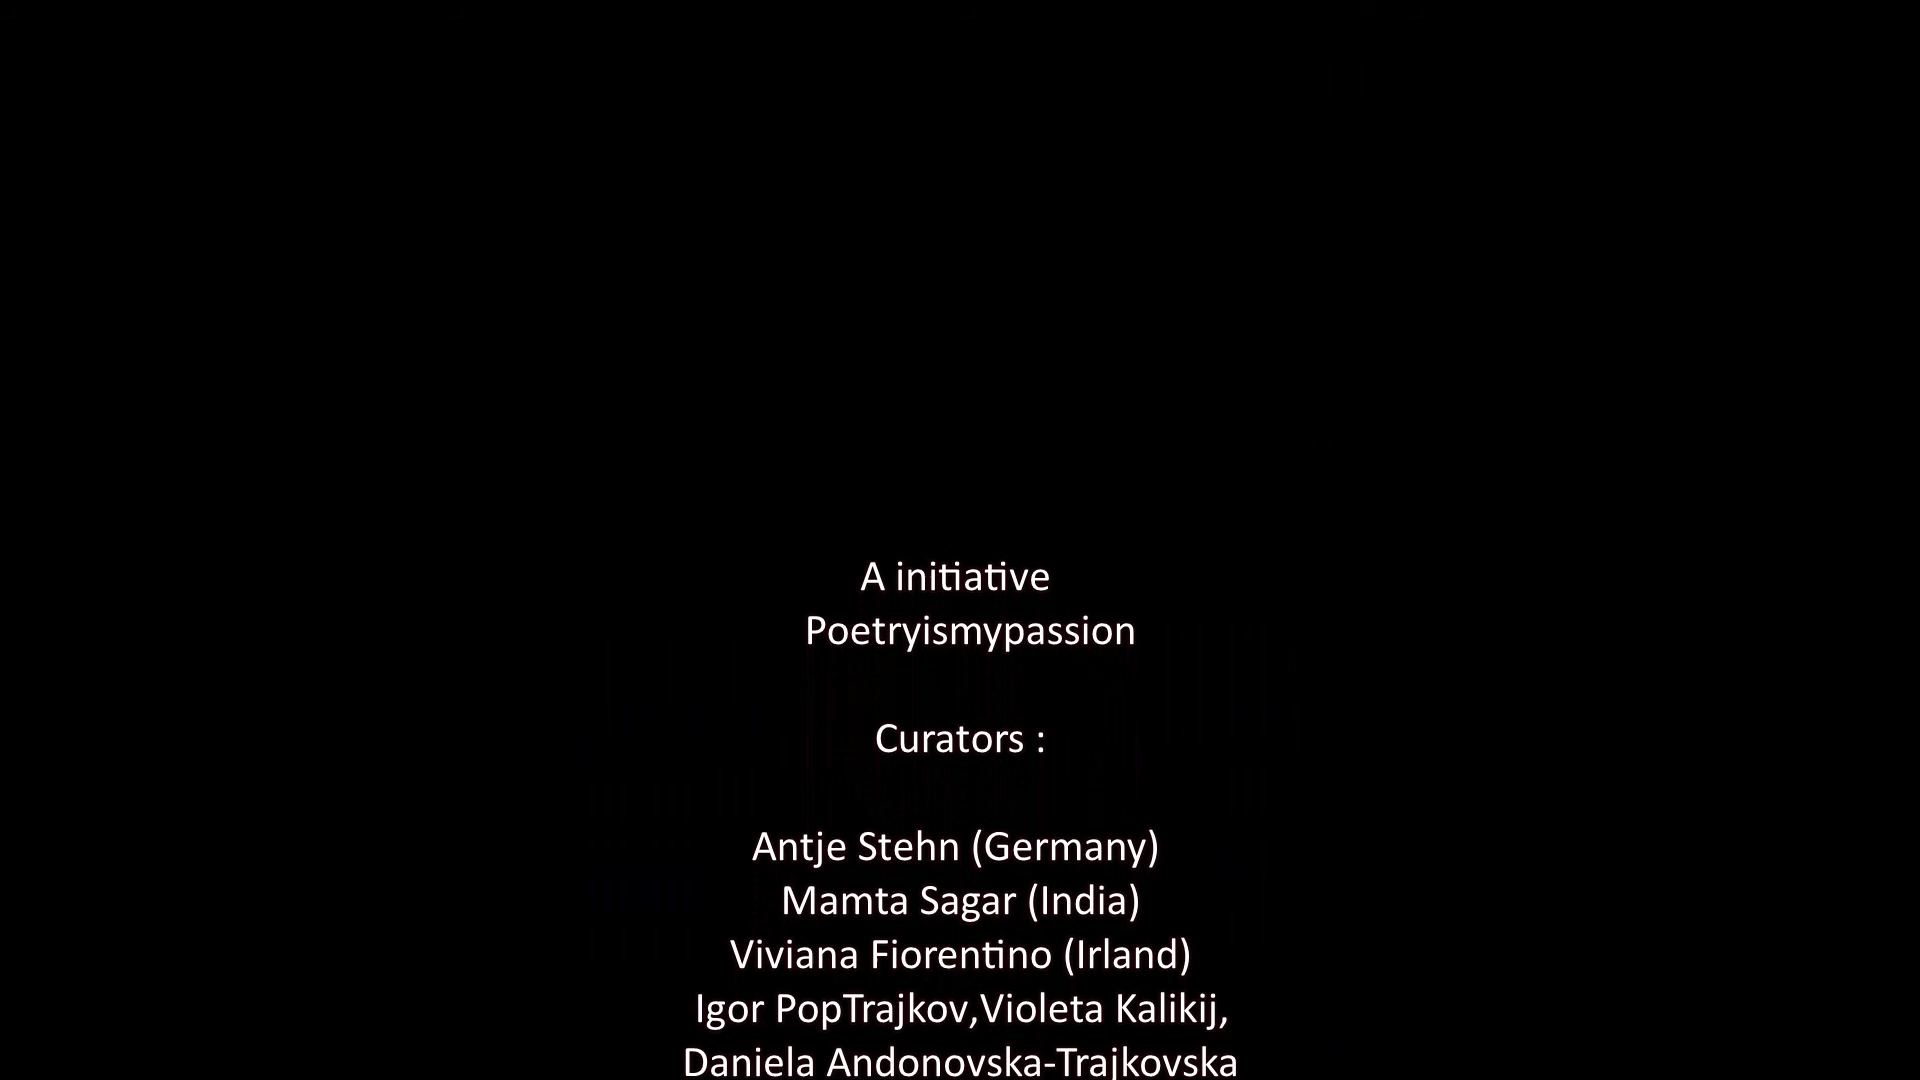 A initiative
Poetryismypassion
Curators :
Antje Stehn (Germany)
Mamta Sagar (India)
Viviana Fiorentino (Irland)
Igor PopTrajkov,Violeta Kalikij,
Daniela Andonovska-Trajkovska